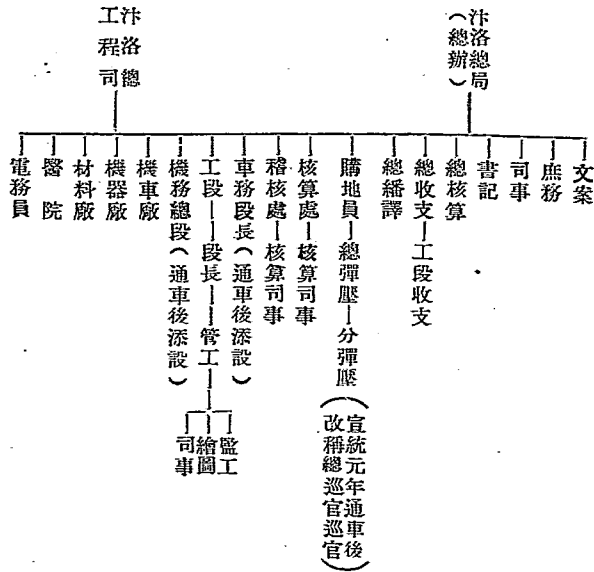 汴洛總局
(總辦)
汴洛總
工程司
文案
庶務
司事
書記
總核算
總收支—工段收支
總繙譯
購地員—總彈壓—分彈壓(宣統元年通車後
改稱總巡官巡官)
核算處—核算司事
稽核處—核算司事
車務段長(通車後添設)
工段—段長—管工
監工
繪圖
司事
機務總段(通車後添設)
機車廠
機器廠
材料廠
醫院
電務員